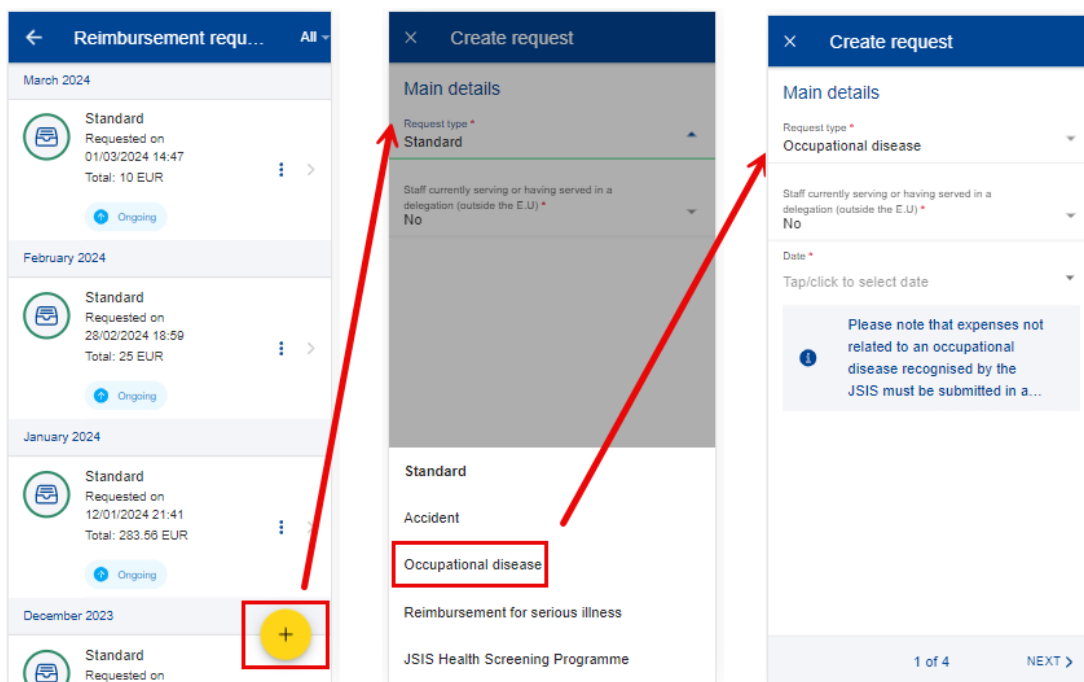 Reimbursement requ...
All
March 2024
Standard
Requested on
01/03/2024 14:47
Total: 10 EUR
Ongoing
February 2024
Standard
Requested on
28/02/2024 18:59
Total: 25 EUR
Ongoing
January 2024
Standard
Requested on
12/01/2024 21:41
Total: 283.56 EUR
Ongoing
December 2023
Standard
Requested on
Create request
Main details
Request type *
Standard
Staff currently serving or having served in a
delegation (outside the E.U) *
No
Standard
Accident
Occupational disease
Reimbursement for serious illness
JSIS Health Screening Programme
Create request
Main details
Request type *
Occupational disease
Staff currently serving or having served in a
delegation (outside the E.U) *
No
Date *
Tap/click to select date
Please note that expenses not
related to an occupational
disease recognised by the
JSIS must be submitted in a...
1 of 4
NEXT